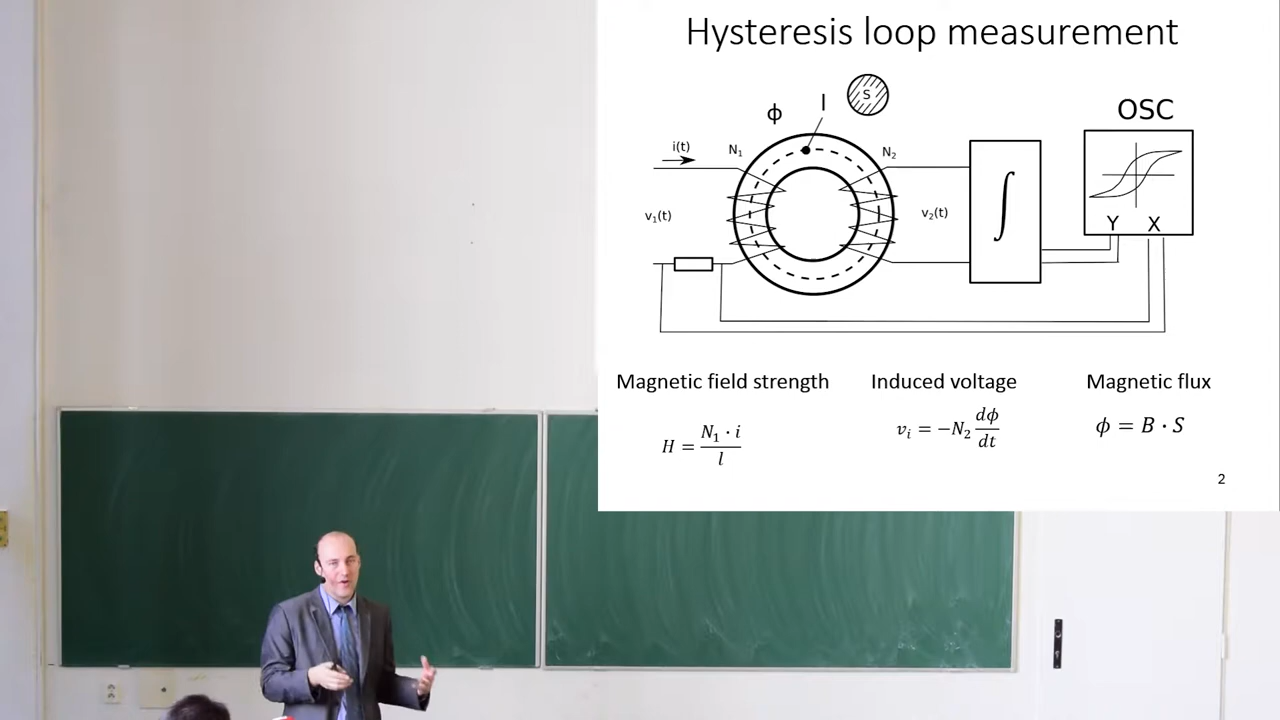 Hysteresis loop measurement
S
ϕ
l
OSC
i(t)
N₁
N₂
v₁(t)
v₂(t)
∫
Y X
Magnetic field strength
Induced voltage
Magnetic flux
H = N₁ · i / l
vᵢ = −N₂ dϕ/dt
ϕ = B · S
2